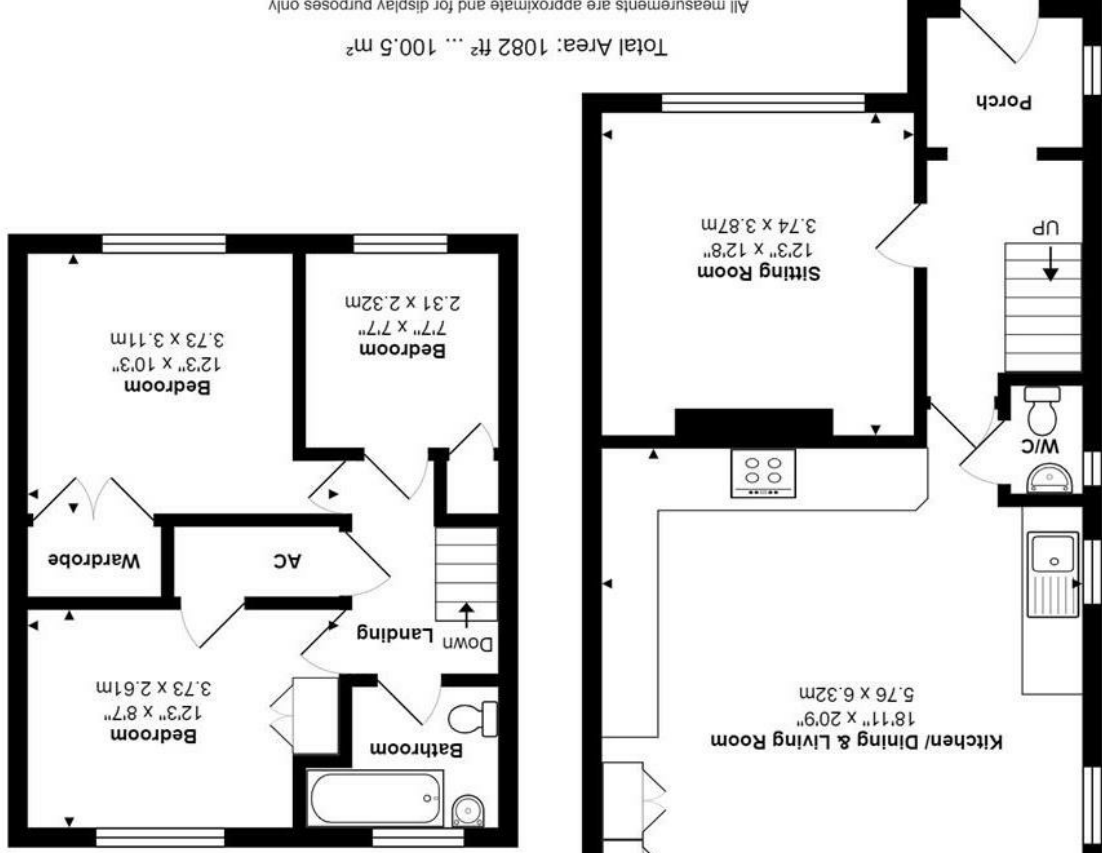 Kitchen/ Dining & Living Room
18'11" x 20'9"
5.76 x 6.32m
W/C
UP
Sitting Room
12'3" x 12'8"
3.74 x 3.87m
Porch
Bathroom
Bedroom
12'3" x 8'7"
3.73 x 2.61m
Down
Landing
AC
Wardrobe
Bedroom
7'7" x 7'7"
2.31 x 2.32m
Bedroom
12'3" x 10'3"
3.73 x 3.11m
Total Area: 1082 ft² ... 100.5 m²
All measurements are approximate and for display purposes only